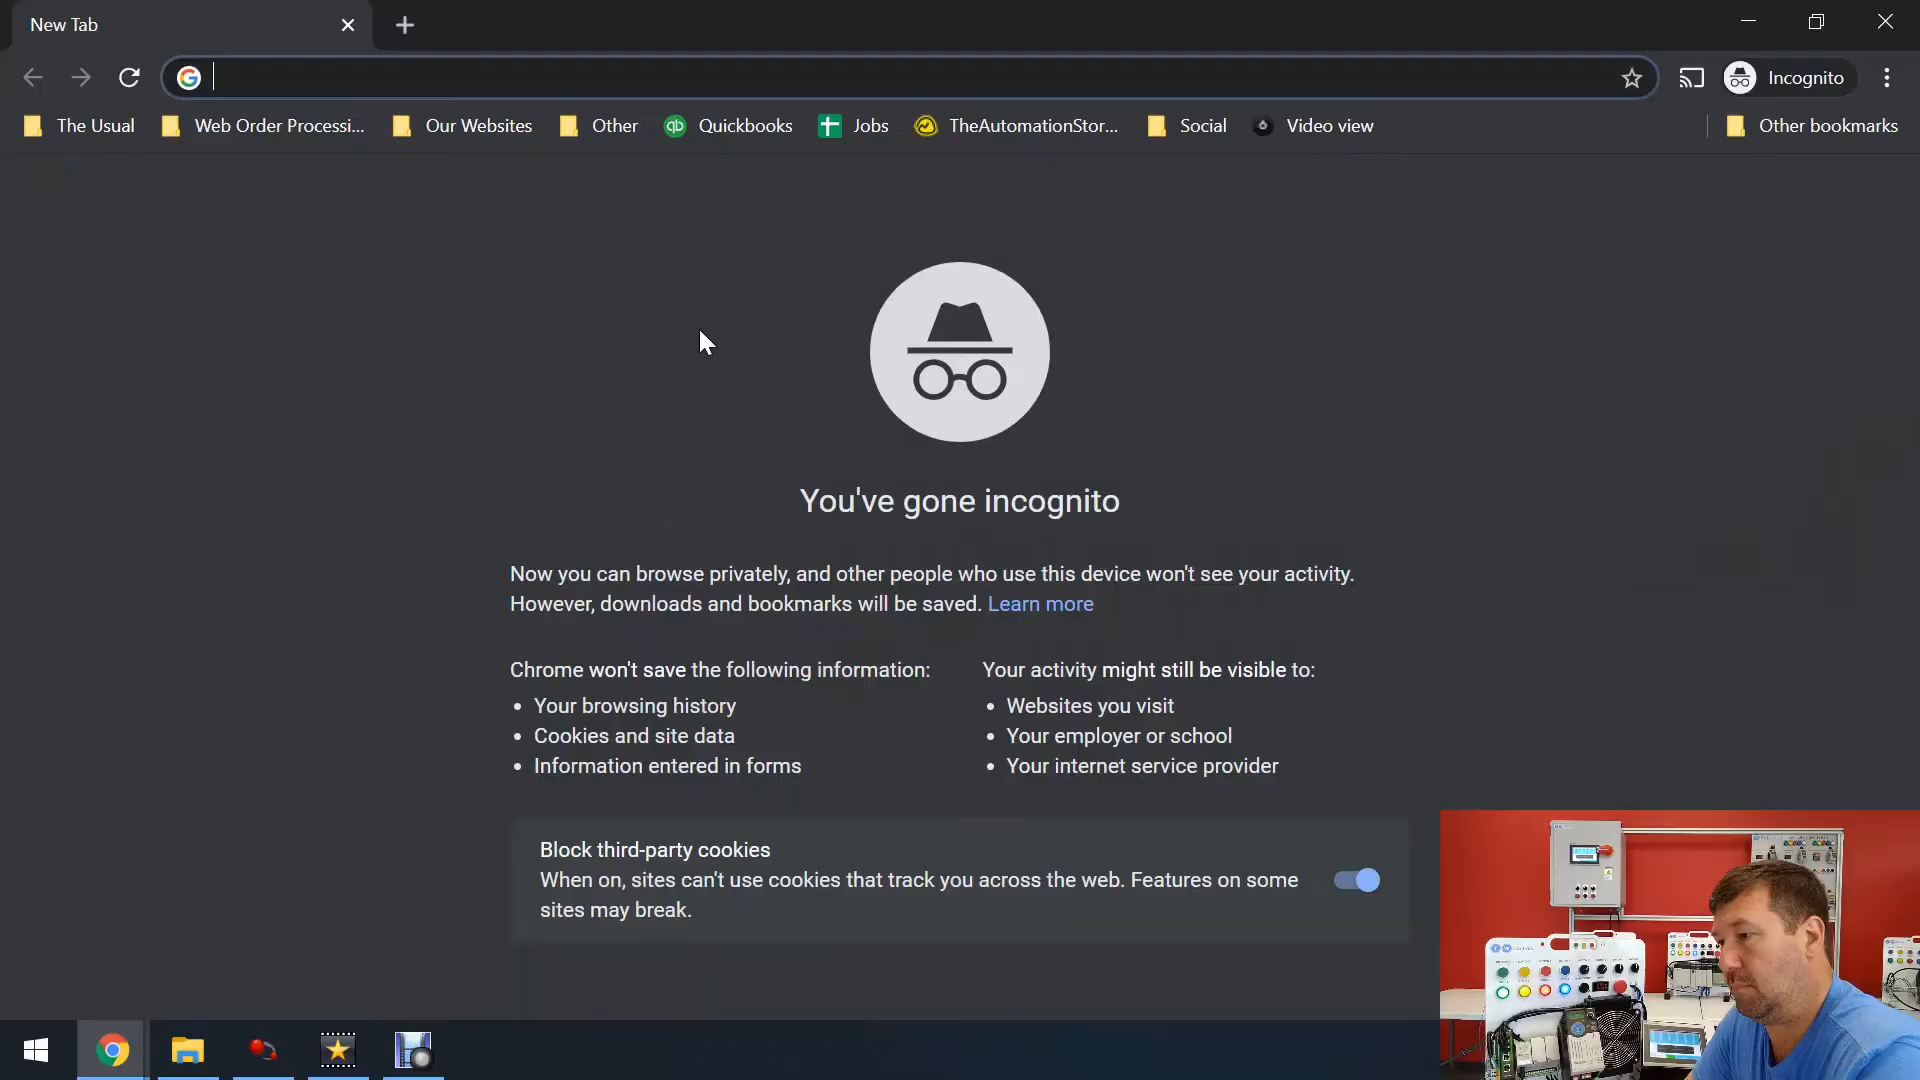 New Tab
Incognito
The Usual
Web Order Processi...
Our Websites
Other
qb Quickbooks
Jobs
TheAutomationStor...
Social
Video view
Other bookmarks
You've gone incognito
Now you can browse privately, and other people who use this device won't see your activity.
However, downloads and bookmarks will be saved. Learn more
Chrome won't save the following information:
• Your browsing history
• Cookies and site data
• Information entered in forms
Your activity might still be visible to:
• Websites you visit
• Your employer or school
• Your internet service provider
Block third-party cookies
When on, sites can't use cookies that track you across the web. Features on some
sites may break.